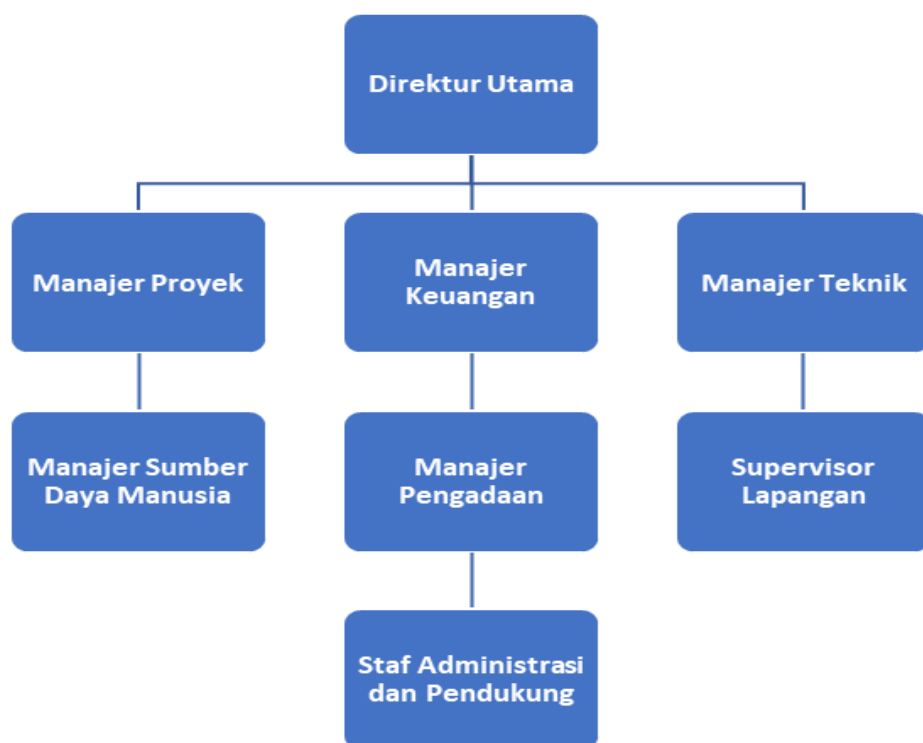 Direktur Utama
Manajer Proyek
Manajer
Keuangan
Manajer Teknik
Manajer Sumber
Daya Manusia
Manajer
Pengadaan
Supervisor
Lapangan
Staf Administrasi
dan Pendukung